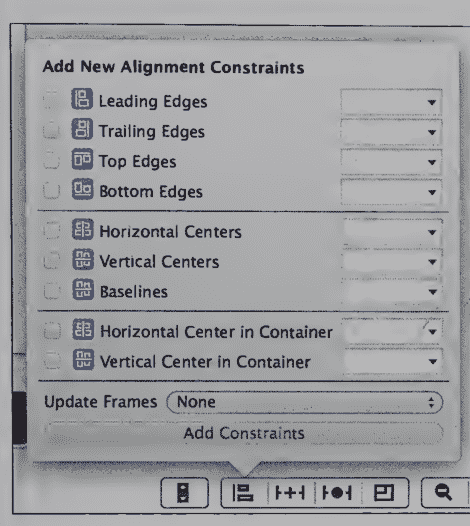 Add New Alignment Constraints
Leading Edges
Trailing Edges
Top Edges
Bottom Edges
Horizontal Centers
Vertical Centers
Baselines
Horizontal Center in Container
Vertical Center in Container
Update Frames None
Add Constraints